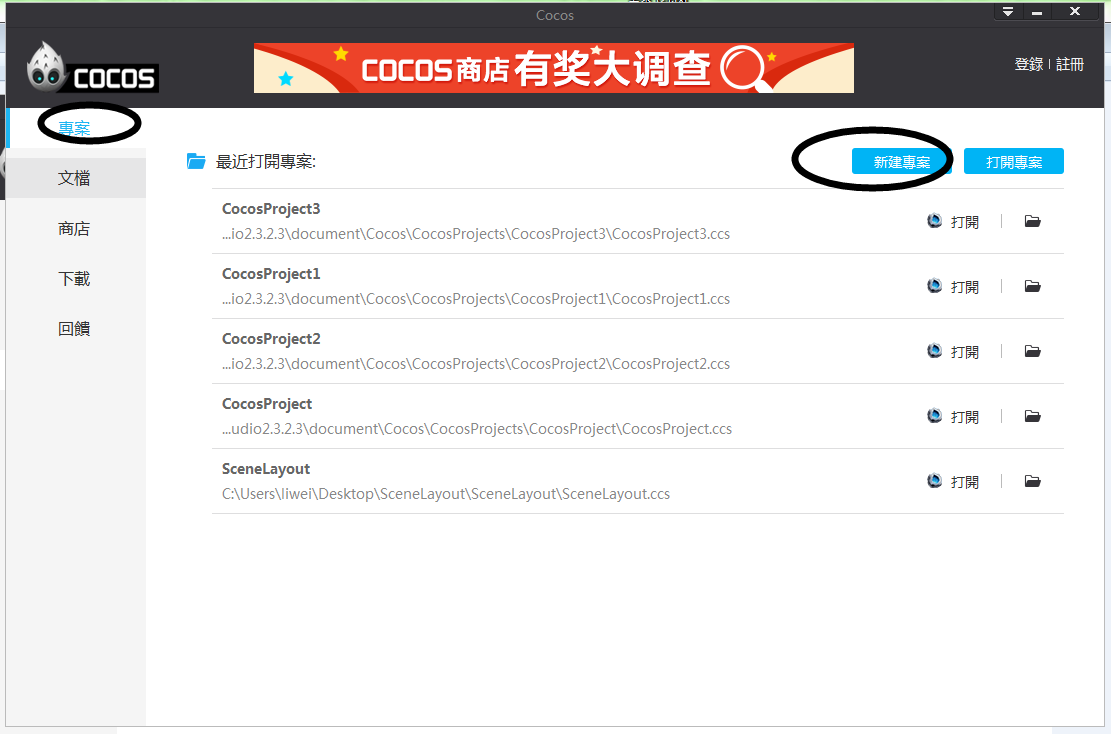 Cocos
COCOS
COCOS商店有奖大调查
登錄 | 註冊
專案
文檔
商店
下載
回饋
最近打開專案:
新建專案
打開專案
CocosProject3
...io2.3.2.3\document\Cocos\CocosProjects\CocosProject3\CocosProject3.ccs
打開
CocosProject1
...io2.3.2.3\document\Cocos\CocosProjects\CocosProject1\CocosProject1.ccs
打開
CocosProject2
...io2.3.2.3\document\Cocos\CocosProjects\CocosProject2\CocosProject2.ccs
打開
CocosProject
...udio2.3.2.3\document\Cocos\CocosProjects\CocosProject\CocosProject.ccs
打開
SceneLayout
C:\Users\liwei\Desktop\SceneLayout\SceneLayout\SceneLayout.ccs
打開